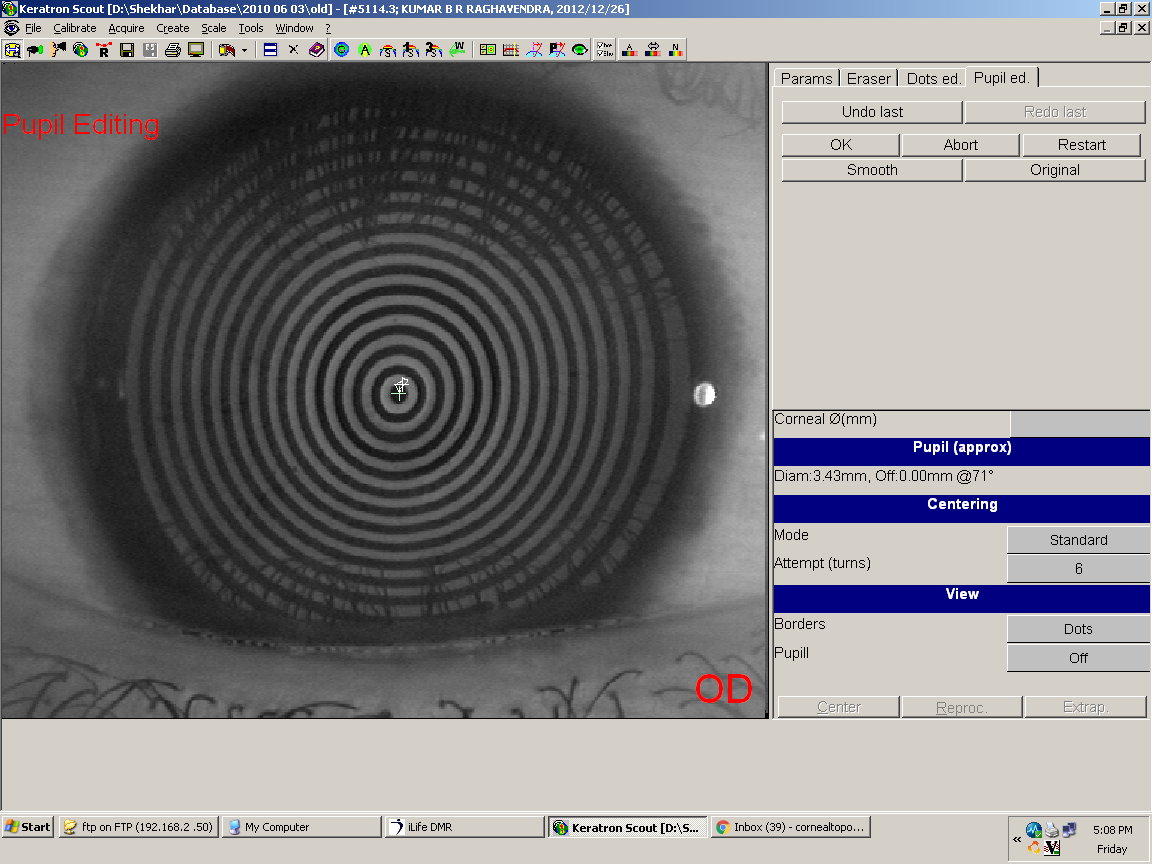 Keratron Scout [D:\Shekhar\Database\2010 06 03\old] - [#5114.3; KUMAR B R RAGHAVENDRA, 2012/12/26]
File Calibrate Acquire Create Scale Tools Window ?
Params Eraser Dots ed. Pupil ed.
Undo last Redo last
OK Abort Restart
Smooth Original
Pupil Editing
OD
Corneal Ø(mm)
Pupil (approx)
Diam:3.43mm, Off:0.00mm @71°
Centering
Mode Standard
Attempt (turns) 6
View
Borders Dots
Pupill Off
Center Reproc. Extrap.
Start ftp on FTP (192.168.2 .50) My Computer iLife DMR Keratron Scout [D:\S... Inbox (39) - cornealtopo... « 5:08 PM
Friday